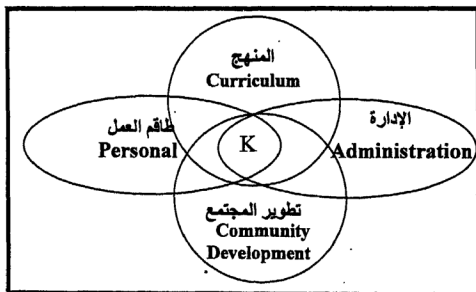 المنهج
Curriculum
طاقم العمل
Personal
K
الإدارة
Administration
تطوير المجتمع
Community
Development